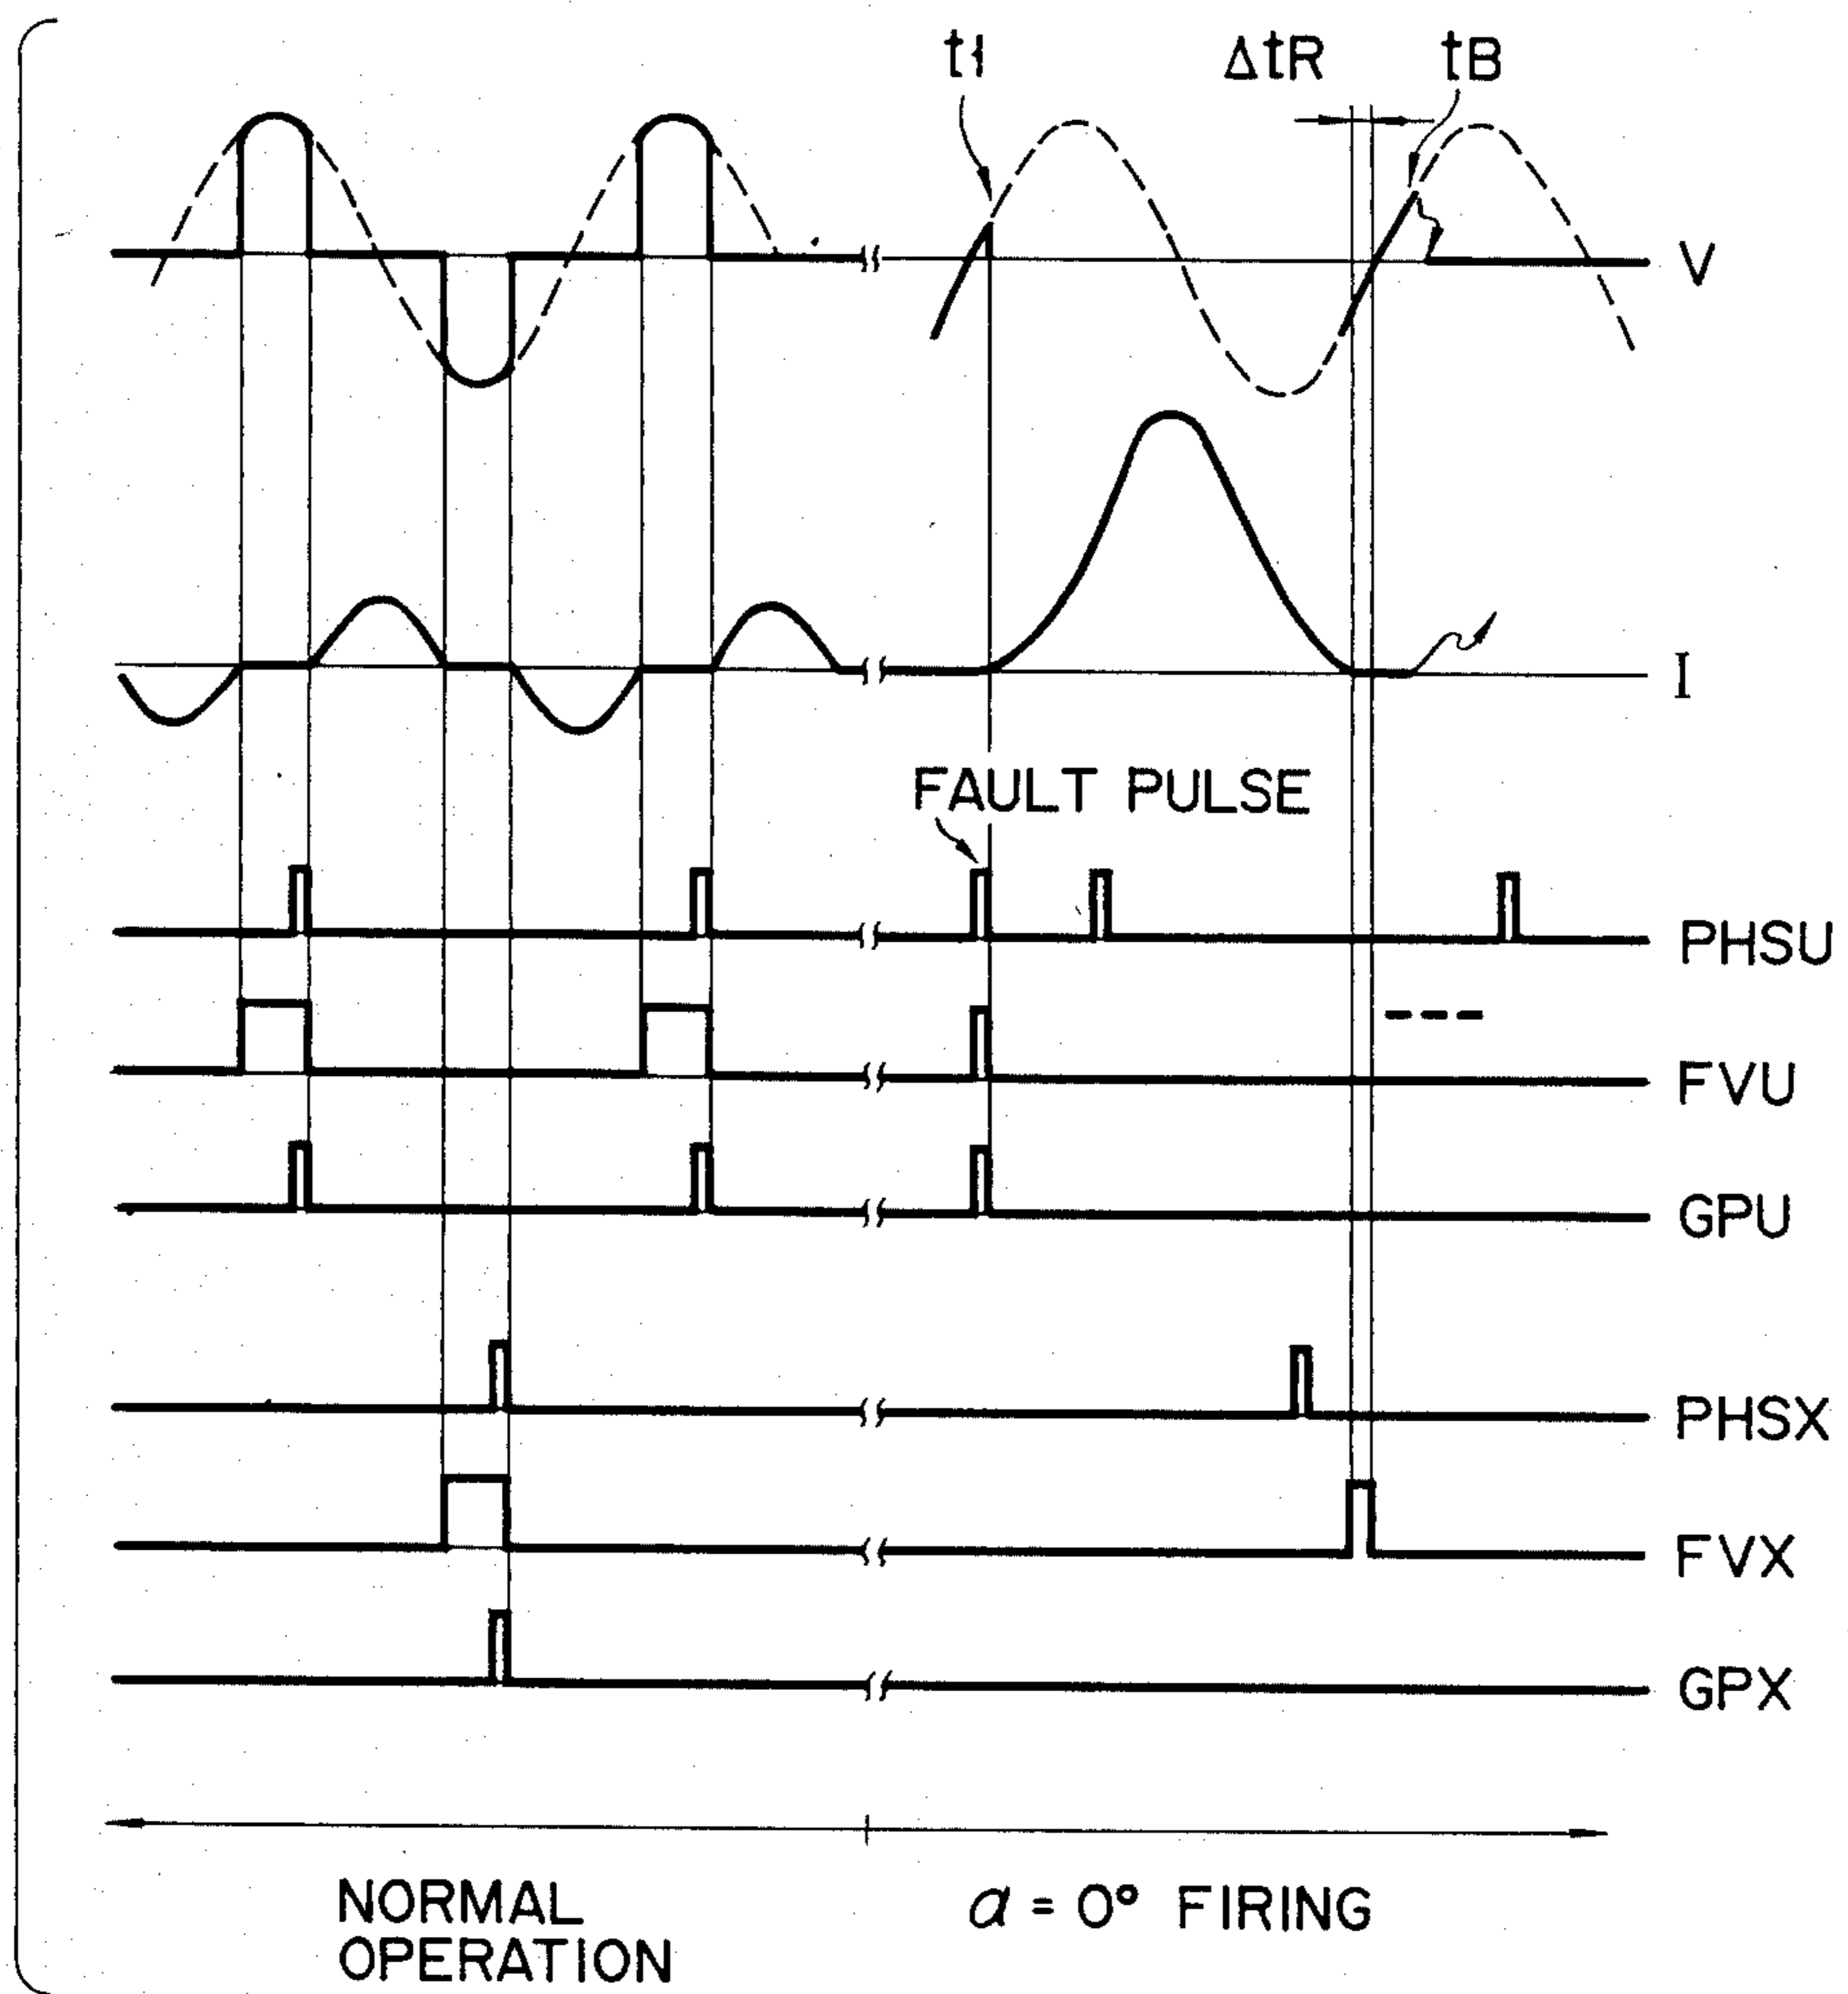 t1 ΔtR tB
V
I
FAULT PULSE
PHSU
FVU
GPU
PHSX
FVX
GPX
NORMAL
OPERATION
α = 0° FIRING